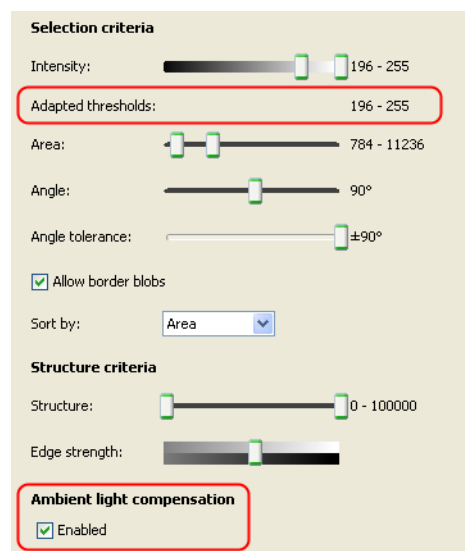 Selection criteria
Intensity: 196 - 255
Adapted thresholds: 196 - 255
Area: 784 - 11236
Angle: 90°
Angle tolerance: ±90°
Allow border blobs
Sort by: Area
Structure criteria
Structure: 0 - 100000
Edge strength:
Ambient light compensation
Enabled